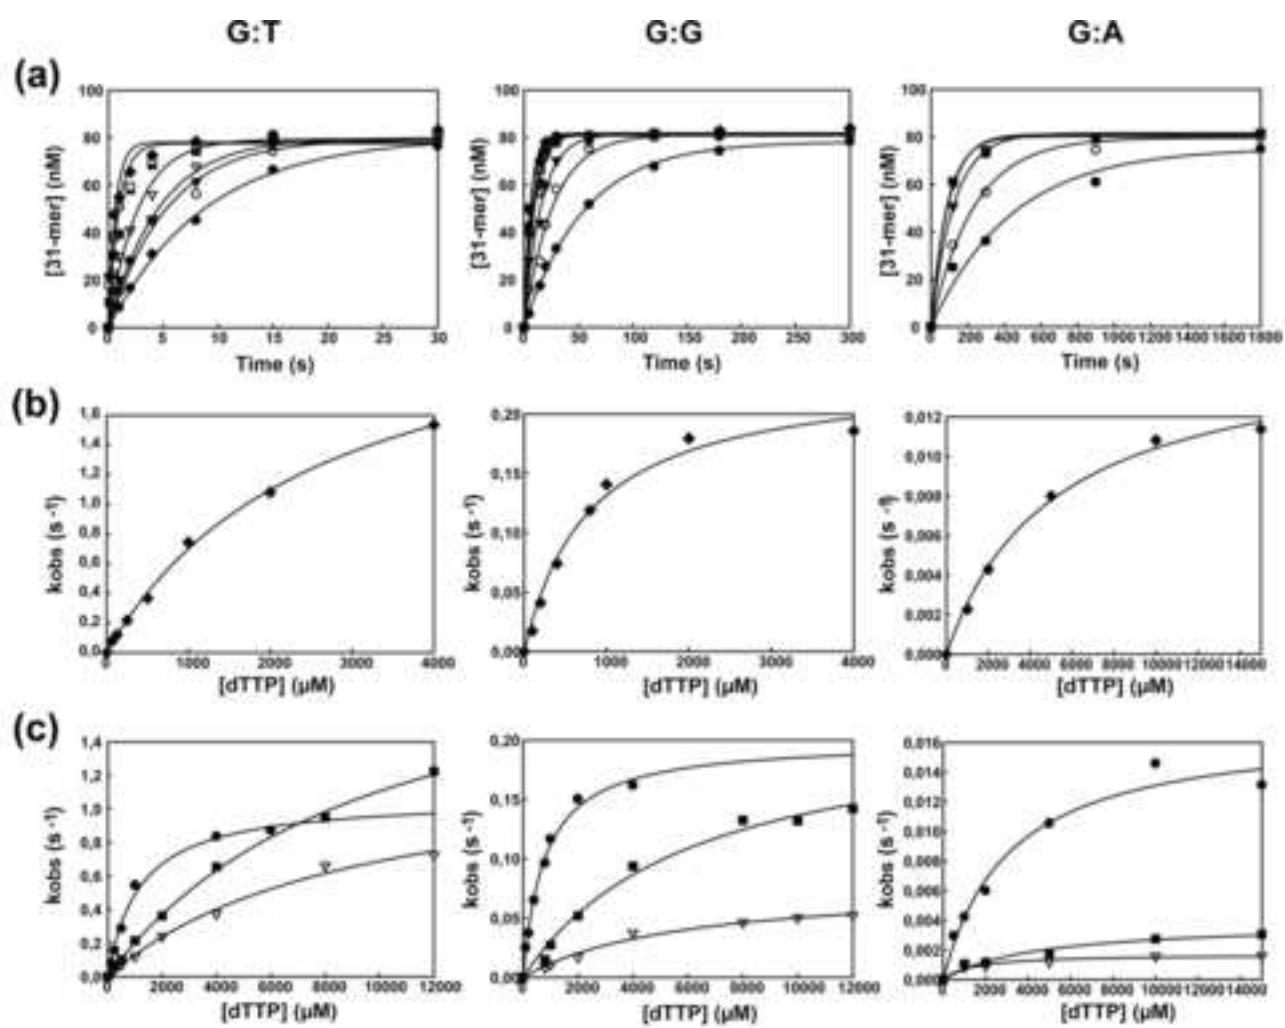 G:T G:G G:A
(a)
100 100 100
80 80 80
60 60 60
40 40 40
20 20 20
0 0 0
[31-mer] (nM) [31-mer] (nM) [31-mer] (nM)
0 5 10 15 20 25 30 0 50 100 150 200 250 300 0 200 400 600 800 1000 1200 1400 1600 1800
Time (s) Time (s) Time (s)
(b)
1,6 0,20 0,012
1,4 0,010
1,2 0,15 0,008
1,0 0,10 0,006
0,8 0,05 0,004
0,6 0,00 0,002
0,4 0,000
0,2
0,0
kobs (s -1) kobs (s -1) kobs (s -1)
0 1000 2000 3000 4000 0 1000 2000 3000 4000 0 2000 4000 6000 8000 10000 12000 14000
[dTTP] (µM) [dTTP] (µM) [dTTP] (µM)
(c)
1,4 0,20 0,016
1,2 0,15 0,014
1,0 0,10 0,012
0,8 0,05 0,010
0,6 0,00 0,008
0,4 0,006
0,2 0,004
0,0 0,002
0,000
kobs (s -1) kobs (s -1) kobs (s -1)
0 2000 4000 6000 8000 10000 12000 0 2000 4000 6000 8000 10000 12000 0 2000 4000 6000 8000 10000 12000 14000
[dTTP] (µM) [dTTP] (µM) [dTTP] (µM)